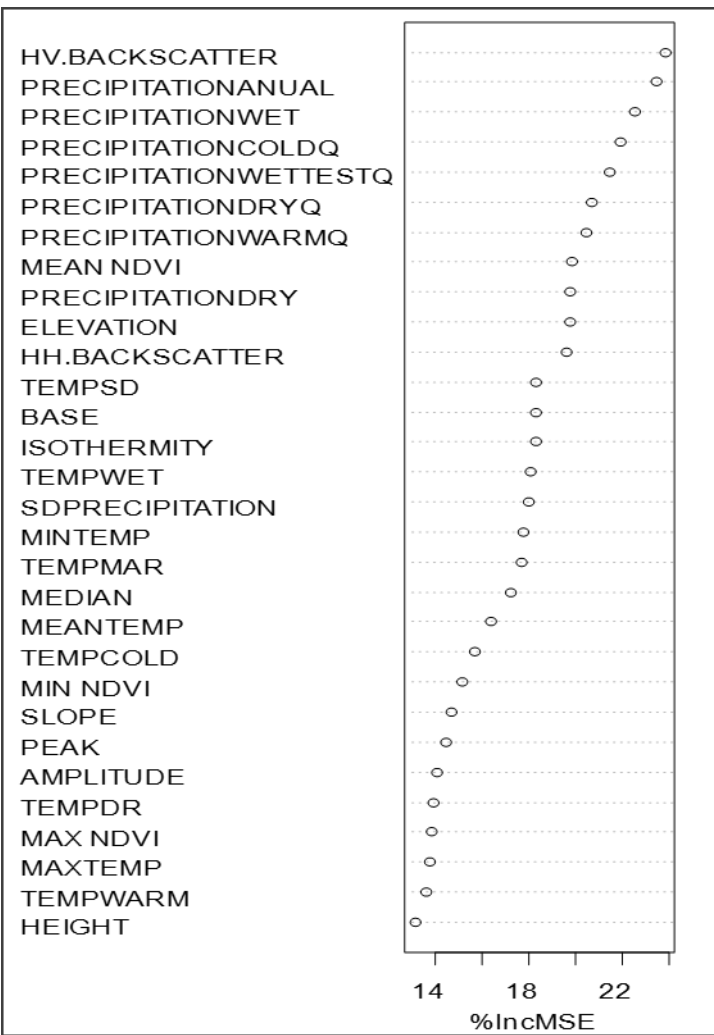 HV.BACKSCATTER
PRECIPITATIONANUAL
PRECIPITATIONWET
PRECIPITATIONCOLDQ
PRECIPITATIONWETTESTQ
PRECIPITATIONDRYQ
PRECIPITATIONWARMQ
MEAN NDVI
PRECIPITATIONDRY
ELEVATION
HH.BACKSCATTER
TEMPSD
BASE
ISOTHERMITY
TEMPWET
SDPRECIPITATION
MINTEMP
TEMPMAR
MEDIAN
MEANTEMP
TEMPCOLD
MIN NDVI
SLOPE
PEAK
AMPLITUDE
TEMPDR
MAX NDVI
MAXTEMP
TEMPWARM
HEIGHT
14 18 22
%IncMSE